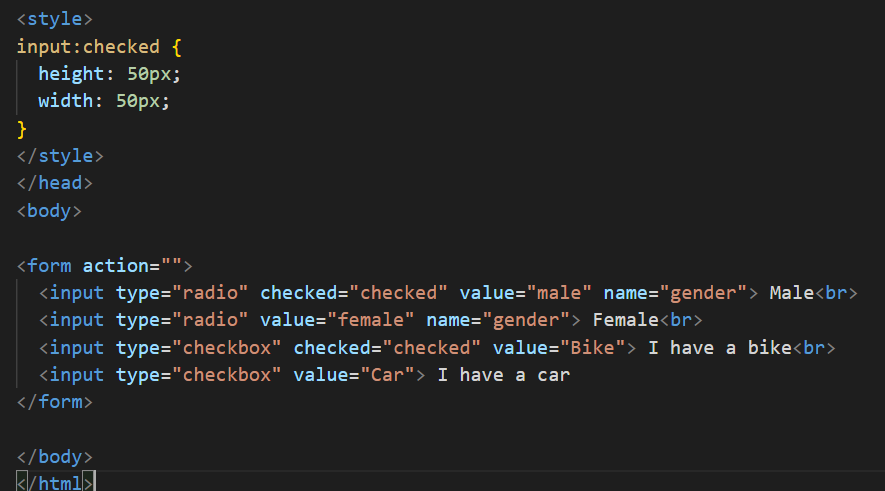 <style>
input:checked {
  height: 50px;
  width: 50px;
}
</style>
</head>
<body>

<form action="">
  <input type="radio" checked="checked" value="male" name="gender"> Male<br>
  <input type="radio" value="female" name="gender"> Female<br>
  <input type="checkbox" checked="checked" value="Bike"> I have a bike<br>
  <input type="checkbox" value="Car"> I have a car
</form>

</body>
</html>